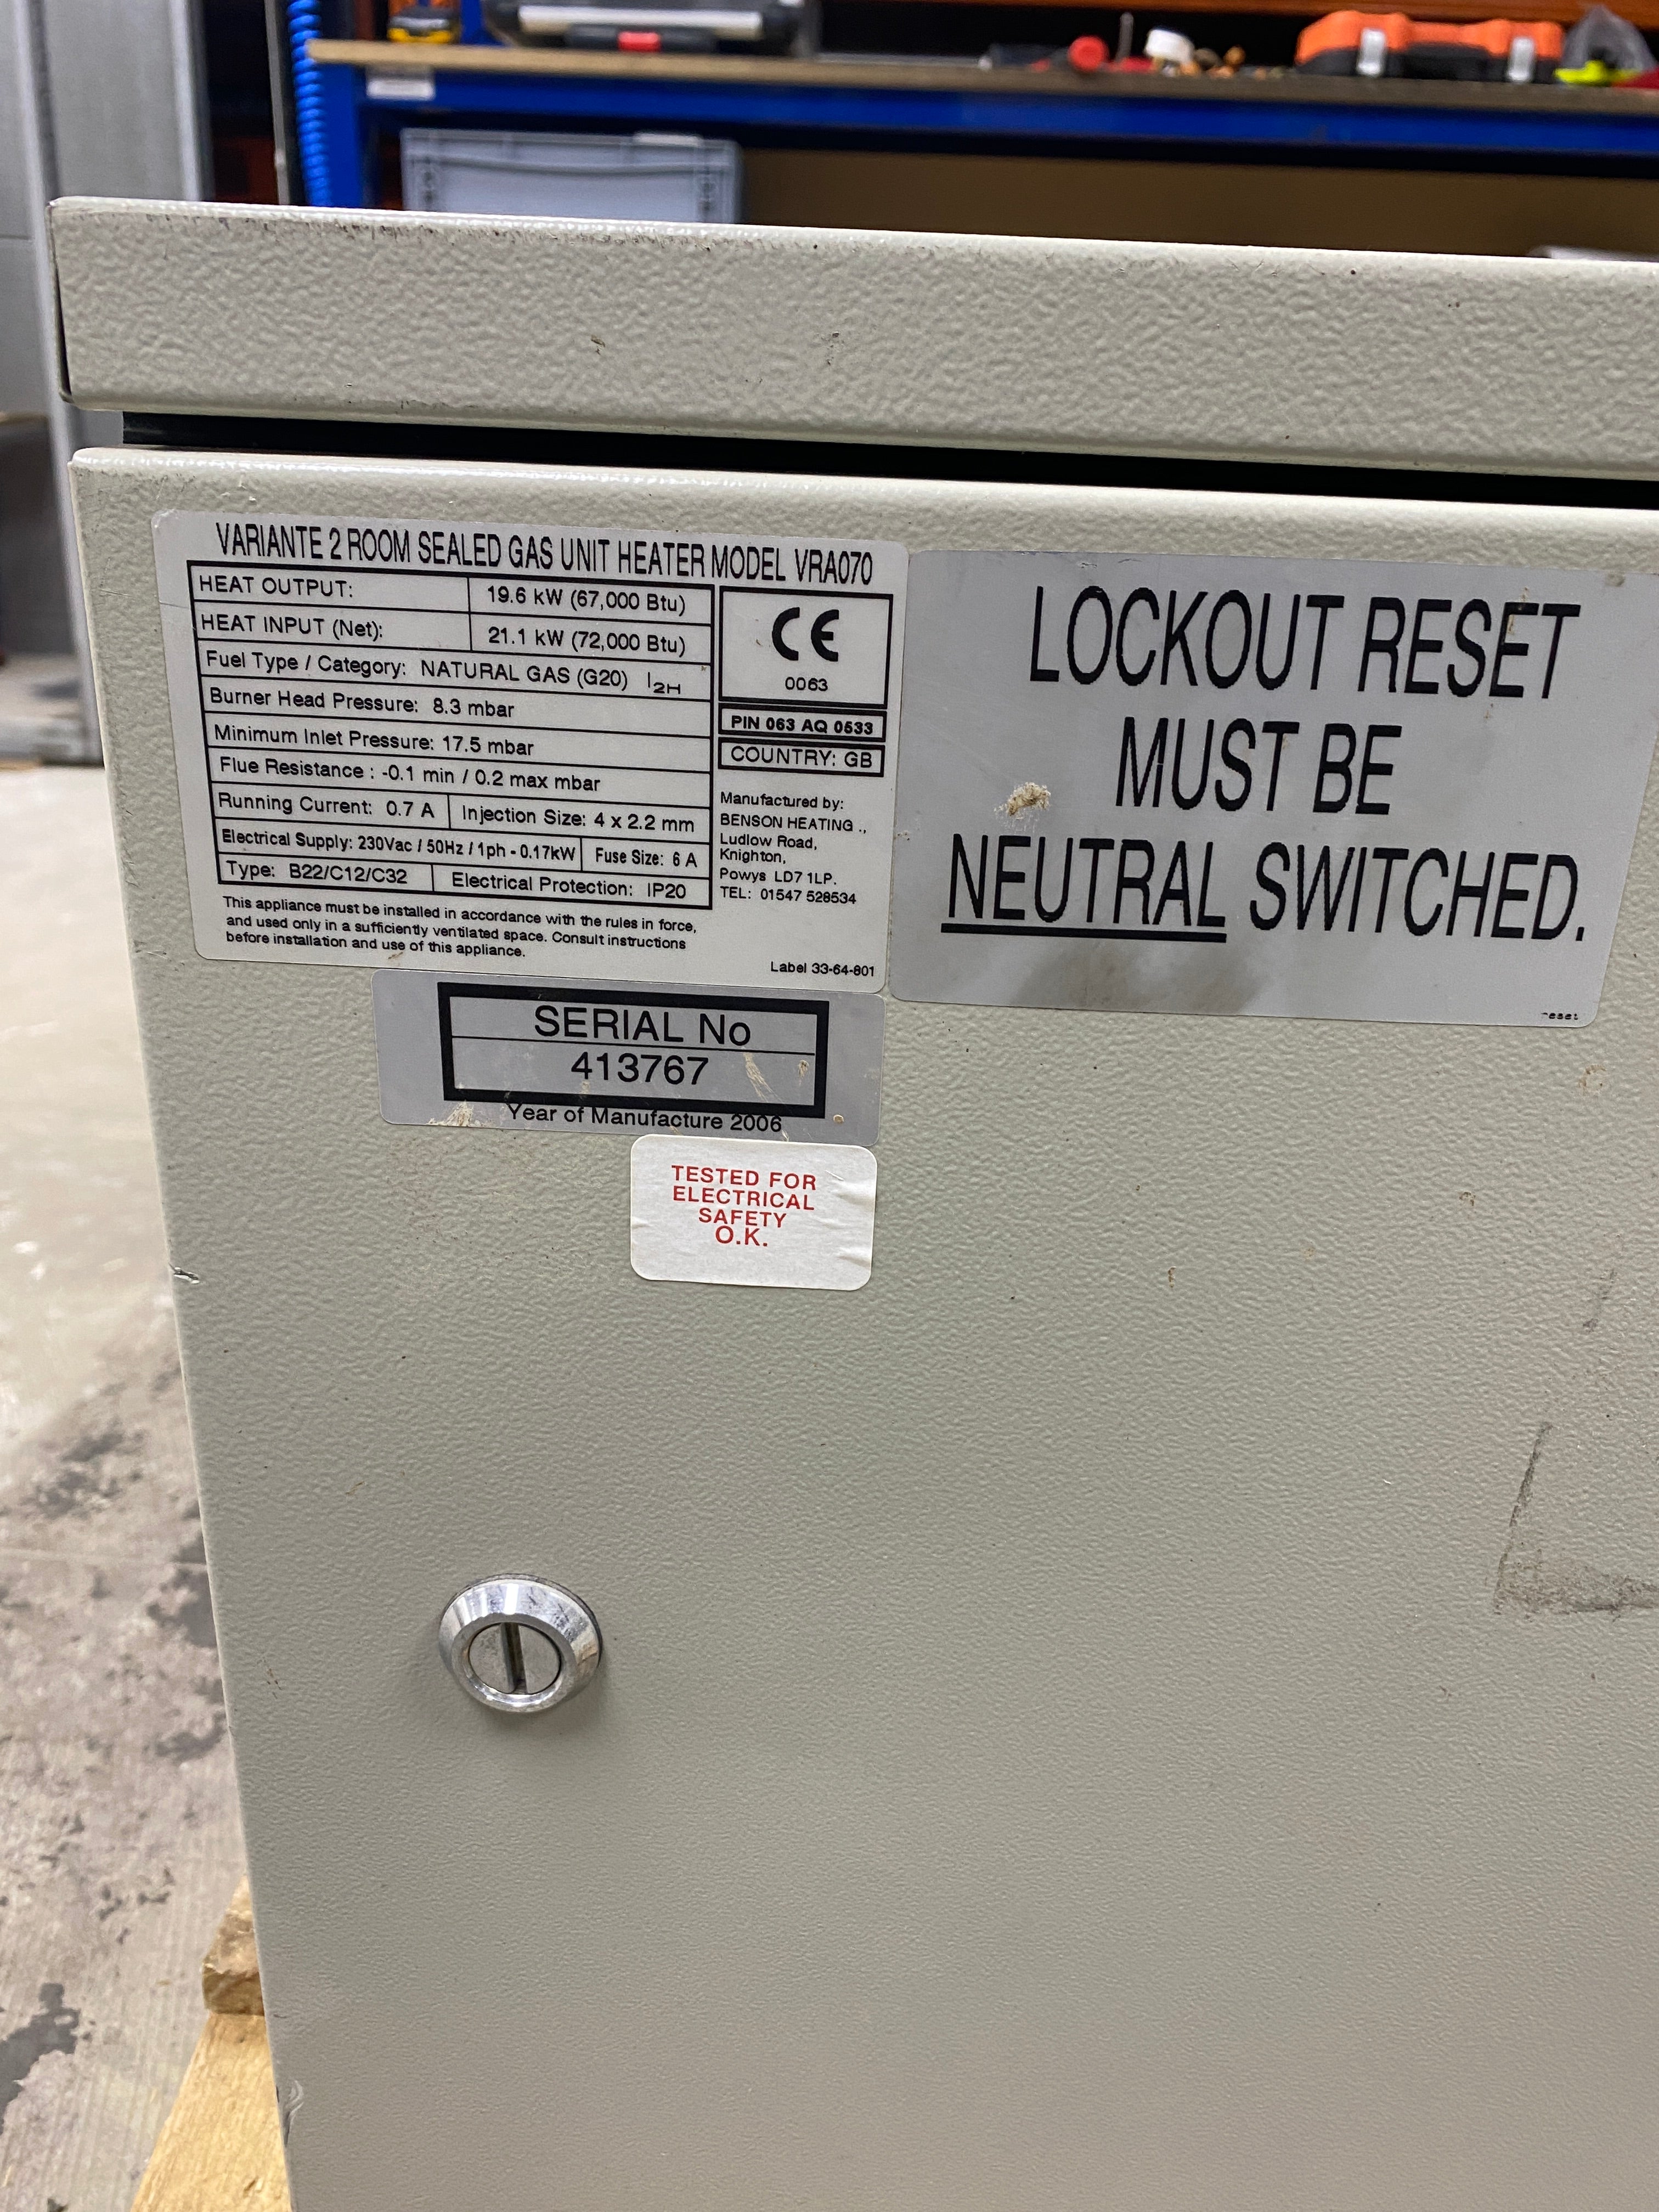 VARIANTE 2 ROOM SEALED GAS UNIT HEATER MODEL VRA070
HEAT OUTPUT: 19.6 kW (67,000 Btu)
HEAT INPUT (Net): 21.1 kW (72,000 Btu)
Fuel Type / Category: NATURAL GAS (G20) I2H
Burner Head Pressure: 8.3 mbar
Minimum Inlet Pressure: 17.5 mbar
Flue Resistance : -0.1 min / 0.2 max mbar
Running Current: 0.7 A Injection Size: 4 x 2.2 mm
Electrical Supply: 230Vac / 50Hz / 1ph - 0.17kW Fuse Size: 6 A
Type: B22/C12/C32 Electrical Protection: IP20
This appliance must be installed in accordance with the rules in force,
and used only in a sufficiently ventilated space. Consult instructions
before installation and use of this appliance.
CE
0063
PIN 063 AQ 0533
COUNTRY: GB
Manufactured by:
BENSON HEATING .,
Ludlow Road,
Knighton,
Powys LD7 1LP.
TEL: 01547 528534
Label 33-64-801
LOCKOUT RESET
MUST BE
NEUTRAL SWITCHED.
reset
SERIAL No
413767
Year of Manufacture 2006
TESTED FOR
ELECTRICAL
SAFETY
O.K.